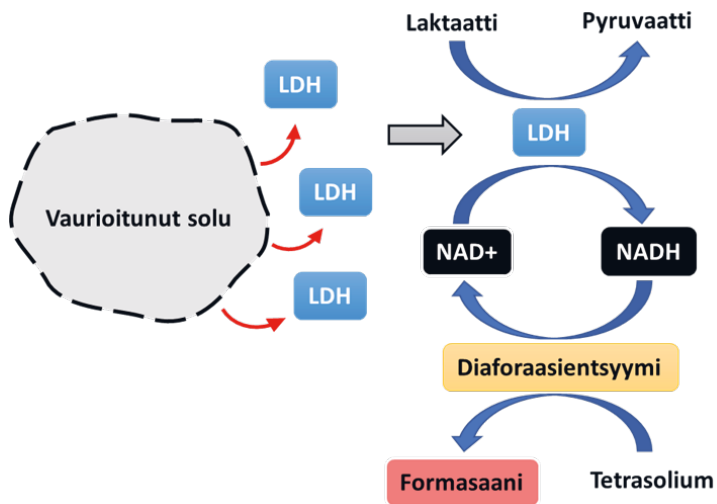 Laktaatti
Pyruvaatti
LDH
LDH
LDH
Vaurioitunut solu
NAD+
NADH
LDH
Diaforaasientsyymi
Formasaani
Tetrasolium